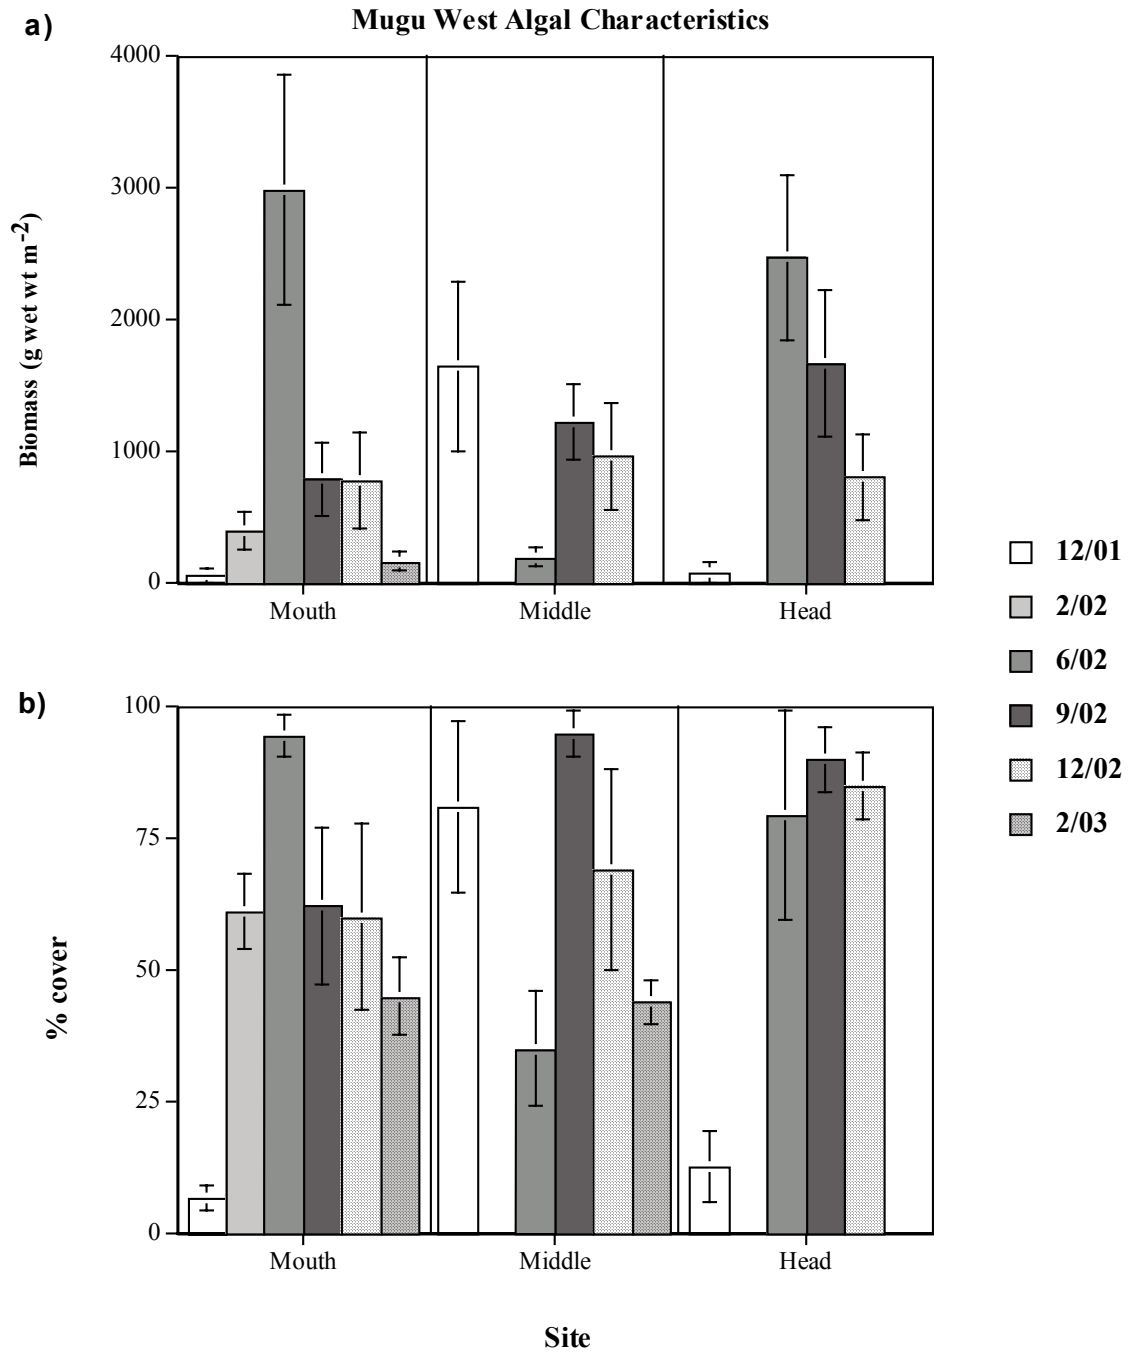 a)
Mugu West Algal Characteristics
Biomass (g wet wt m-2)
4000
3000
2000
1000
0
Mouth Middle Head
12/01
2/02
6/02
9/02
12/02
2/03
b)
% cover
100
75
50
25
0
Mouth Middle Head
Site